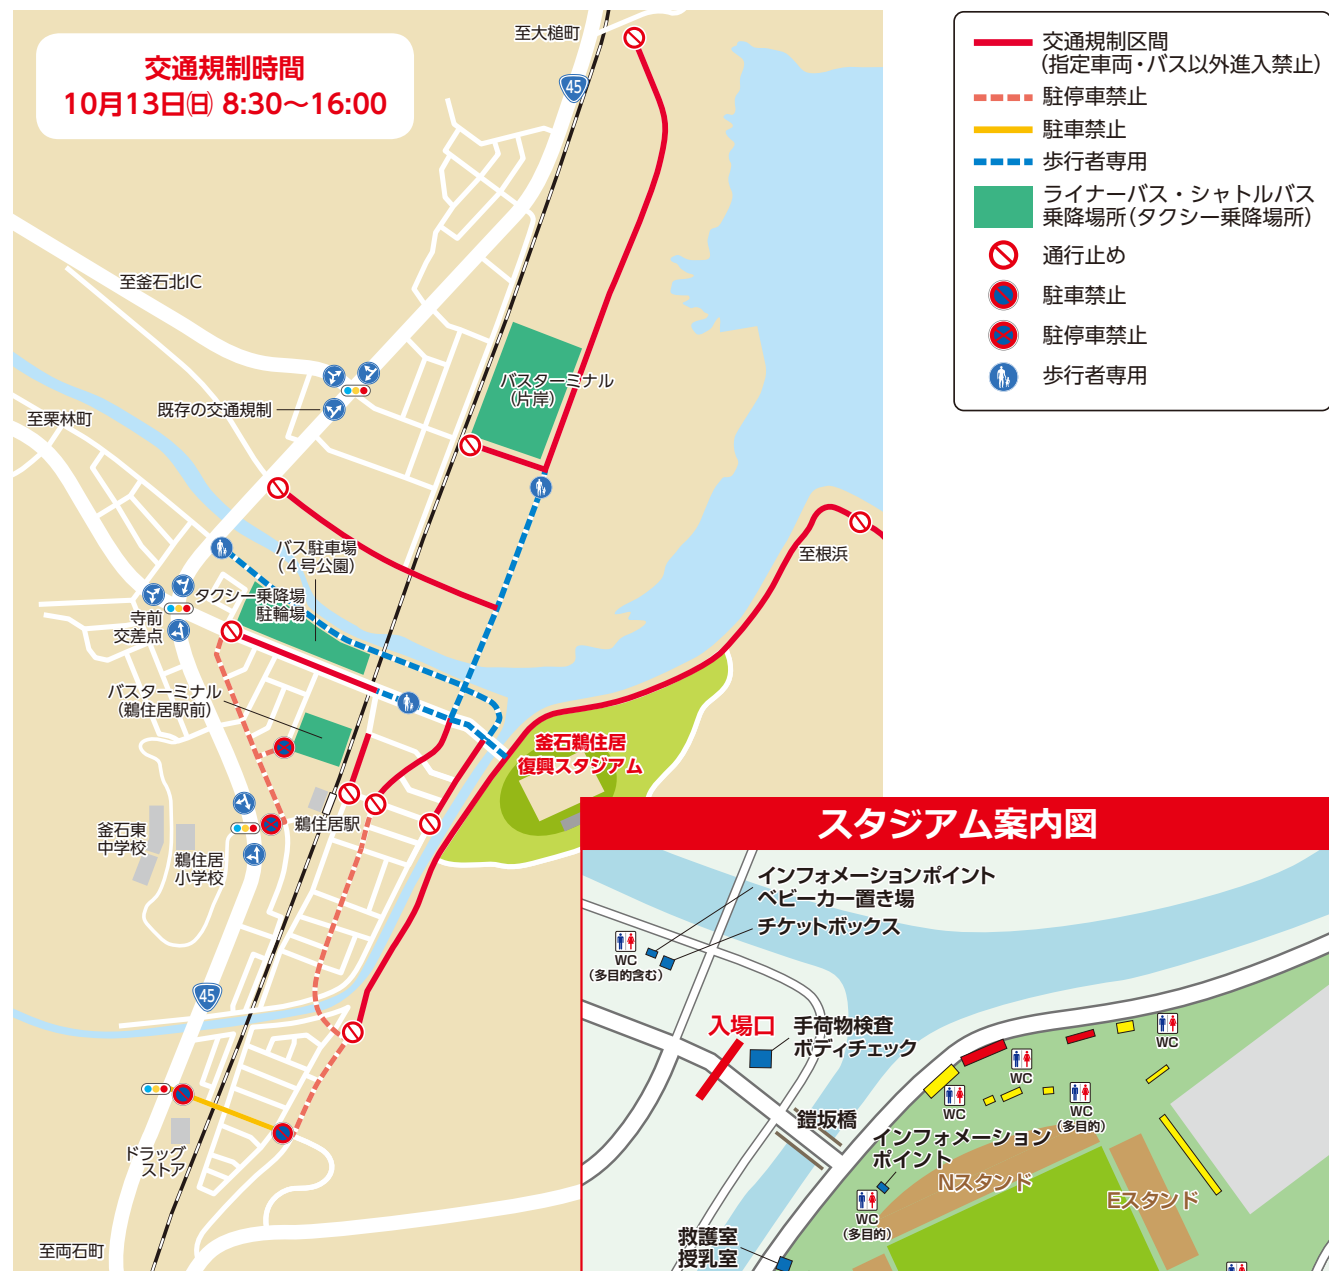 交通規制時間
10月13日㈰ 8:30〜16:00
至大槌町
45
至釜石北IC
既存の交通規制
至栗林町
バスターミナル
（片岸）
バス駐車場
（４号公園）
タクシー乗降場
駐輪場
寺前
交差点
バスターミナル
（鵜住居駅前）
至根浜
釜石鵜住居
復興スタジアム
鵜住居駅
釜石東
中学校
鵜住居
小学校
45
ドラッグ
ストア
至両石町
交通規制区間
（指定車両・バス以外進入禁止）
駐停車禁止
駐車禁止
歩行者専用
ライナーバス・シャトルバス
乗降場所（タクシー乗降場所）
通行止め
駐車禁止
駐停車禁止
歩行者専用
スタジアム案内図
インフォメーションポイント
ベビーカー置き場
チケットボックス
WC
（多目的含む）
入場口
手荷物検査
ボディチェック
WC
WC
WC
WC
（多目的）
鎧坂橋
インフォメーション
ポイント
Nスタンド
Eスタンド
WC
（多目的）
救護室
授乳室